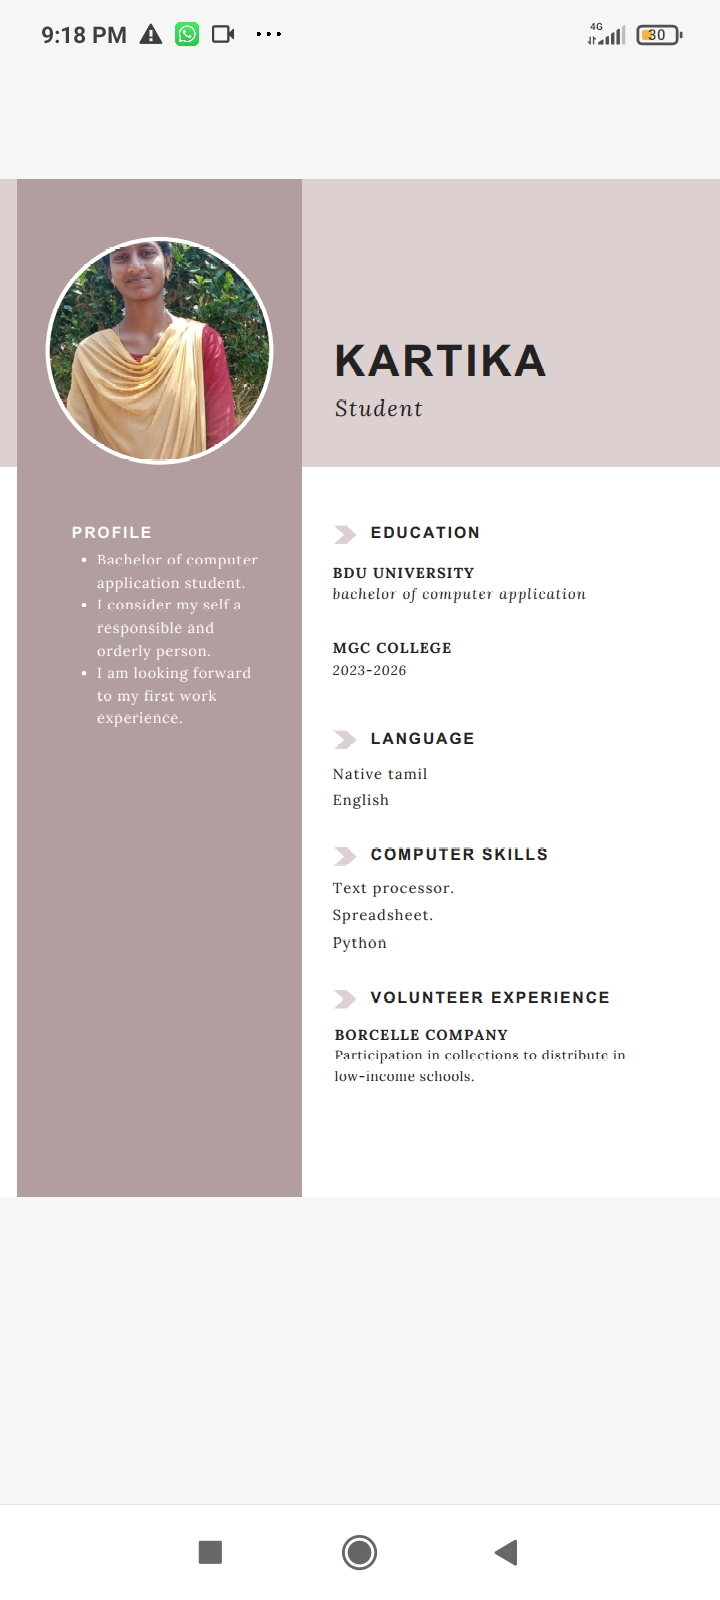 9:18 PM
4G
30
KARTIKA
Student
PROFILE
• Bachelor of computer
application student.
• I consider my self a
responsible and
orderly person.
• I am looking forward
to my first work
experience.
EDUCATION
BDU UNIVERSITY
bachelor of computer application
MGC COLLEGE
2023-2026
LANGUAGE
Native tamil
English
COMPUTER SKILLS
Text processor.
Spreadsheet.
Python
VOLUNTEER EXPERIENCE
BORCELLE COMPANY
Participation in collections to distribute in
low-income schools.